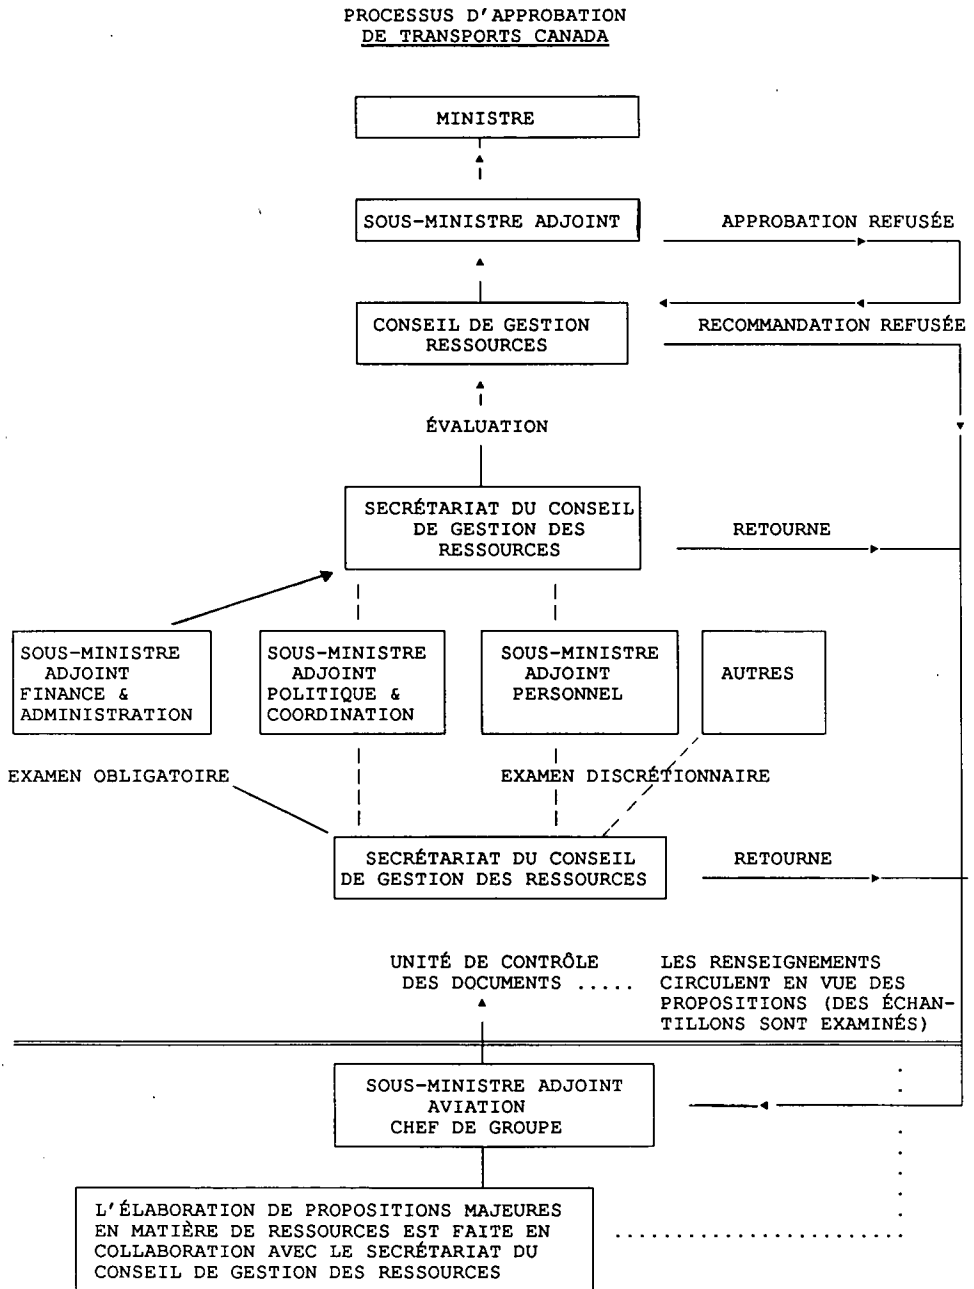 PROCESSUS D'APPROBATION
DE TRANSPORTS CANADA
MINISTRE
SOUS-MINISTRE ADJOINT
APPROBATION REFUSÉE
CONSEIL DE GESTION
RESSOURCES
RECOMMANDATION REFUSÉE
ÉVALUATION
SECRÉTARIAT DU CONSEIL
DE GESTION DES
RESSOURCES
RETOURNE
SOUS-MINISTRE
ADJOINT
FINANCE &
ADMINISTRATION
SOUS-MINISTRE
ADJOINT
POLITIQUE &
COORDINATION
SOUS-MINISTRE
ADJOINT
PERSONNEL
AUTRES
EXAMEN OBLIGATOIRE
EXAMEN DISCRÉTIONNAIRE
SECRÉTARIAT DU CONSEIL
DE GESTION DES RESSOURCES
RETOURNE
UNITÉ DE CONTRÔLE
DES DOCUMENTS .....
LES RENSEIGNEMENTS
CIRCULENT EN VUE DES
PROPOSITIONS (DES ÉCHAN-
TILLONS SONT EXAMINÉS)
SOUS-MINISTRE ADJOINT
AVIATION
CHEF DE GROUPE
L'ÉLABORATION DE PROPOSITIONS MAJEURES
EN MATIÈRE DE RESSOURCES EST FAITE EN
COLLABORATION AVEC LE SECRÉTARIAT DU
CONSEIL DE GESTION DES RESSOURCES